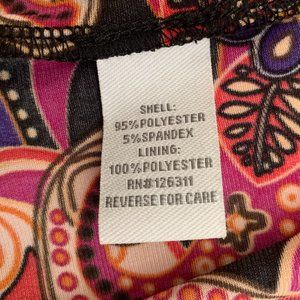 SHELL:
95%POLYESTER
5%SPANDEX
LINING:
100%POLYESTER
RN#126311
REVERSE FOR CARE